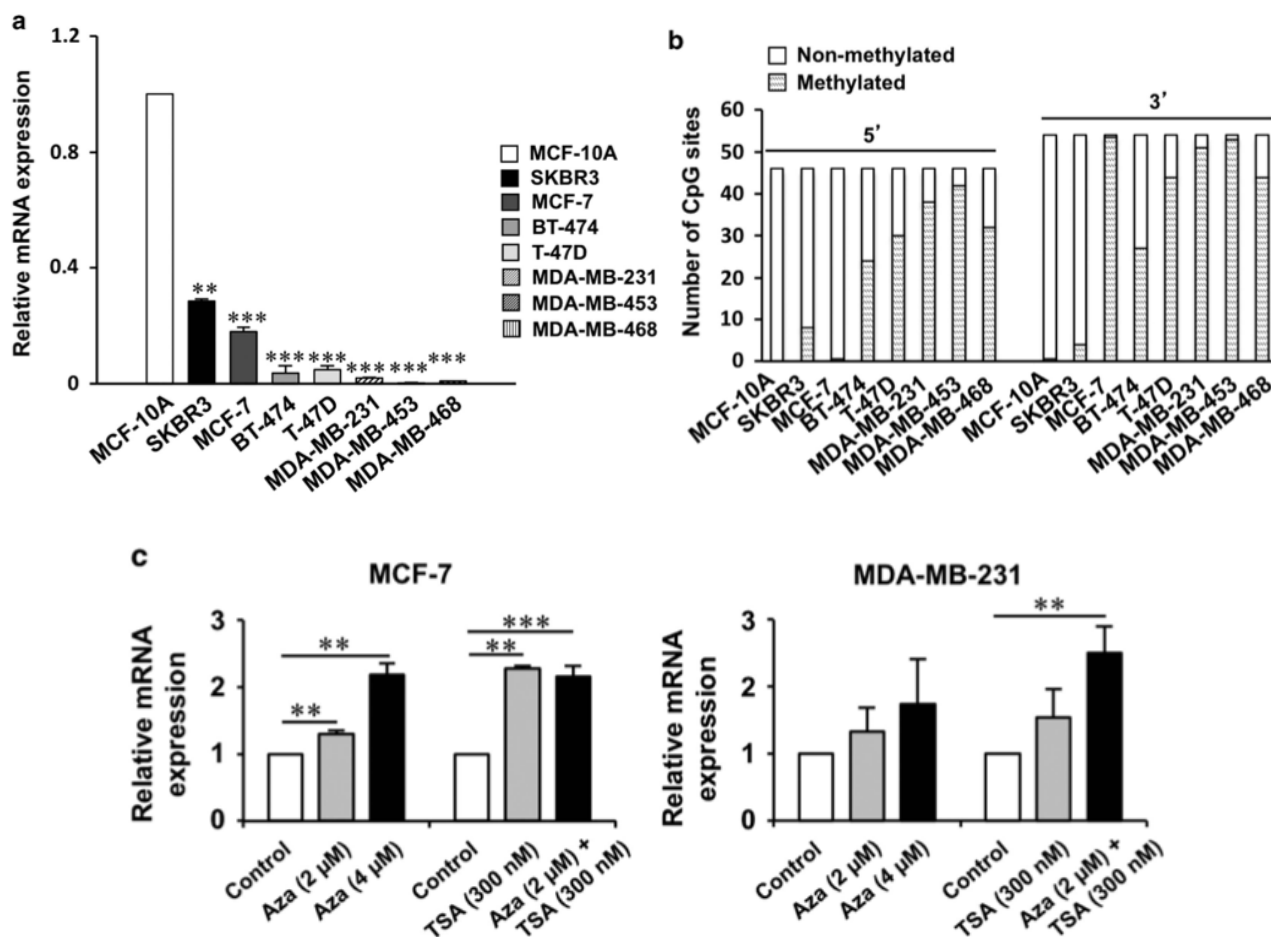 a
1.2
0.8
0.4
0
Relative mRNA expression
**
***
***
***
***
***
***
MCF-10A
SKBR3
MCF-7
BT-474
T-47D
MDA-MB-231
MDA-MB-453
MDA-MB-468
MCF-10A
SKBR3
MCF-7
BT-474
T-47D
MDA-MB-231
MDA-MB-453
MDA-MB-468
b
Non-methylated
Methylated
60
50
40
30
20
10
0
Number of CpG sites
5’
3’
MCF-10A
SKBR3
MCF-7
BT-474
T-47D
MDA-MB-231
MDA-MB-453
MDA-MB-468
MCF-10A
SKBR3
MCF-7
BT-474
T-47D
MDA-MB-231
MDA-MB-453
MDA-MB-468
c
MCF-7
3
2
1
0
Relative mRNA
expression
**
**
***
**
Control
Aza (2 μM)
Aza (4 μM)
Control
TSA (300 nM)
Aza (2 μM) +
TSA (300 nM)
MDA-MB-231
3
2
1
0
Relative mRNA
expression
**
Control
Aza (2 μM)
Aza (4 μM)
Control
TSA (300 nM)
Aza (2 μM) +
TSA (300 nM)